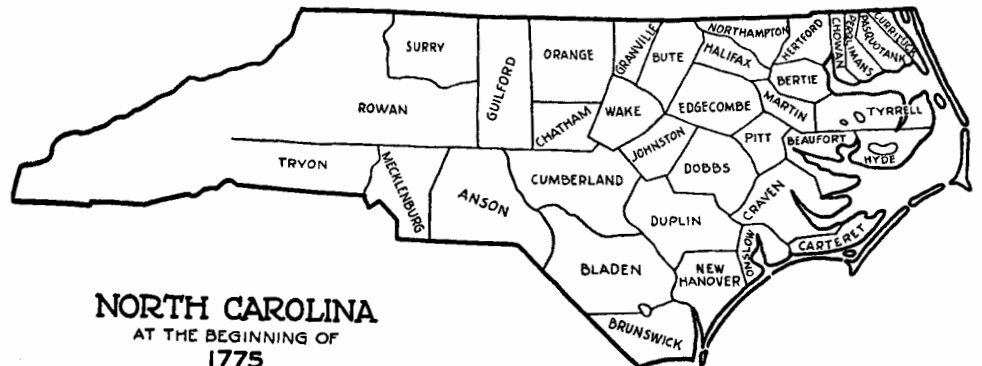 NORTHAMPTON
HERTFORD
CHOWAN
PERQUIMANS
PASQUOTANK
CURRITUCK
SURRY
GUILFORD
ORANGE
GRANVILLE
BUTE
HALIFAX
BERTIE
ROWAN
CHATHAM
WAKE
EDGECOMBE
MARTIN
TYRRELL
TRYON
MECKLENBURG
ANSON
CUMBERLAND
JOHNSTON
DOBBS
PITT
BEAUFORT
HYDE
CRAVEN
DUPLIN
BLADEN
NEW
HANOVER
ONSLOW
CARTERET
BRUNSWICK
NORTH CAROLINA
AT THE BEGINNING OF
1775